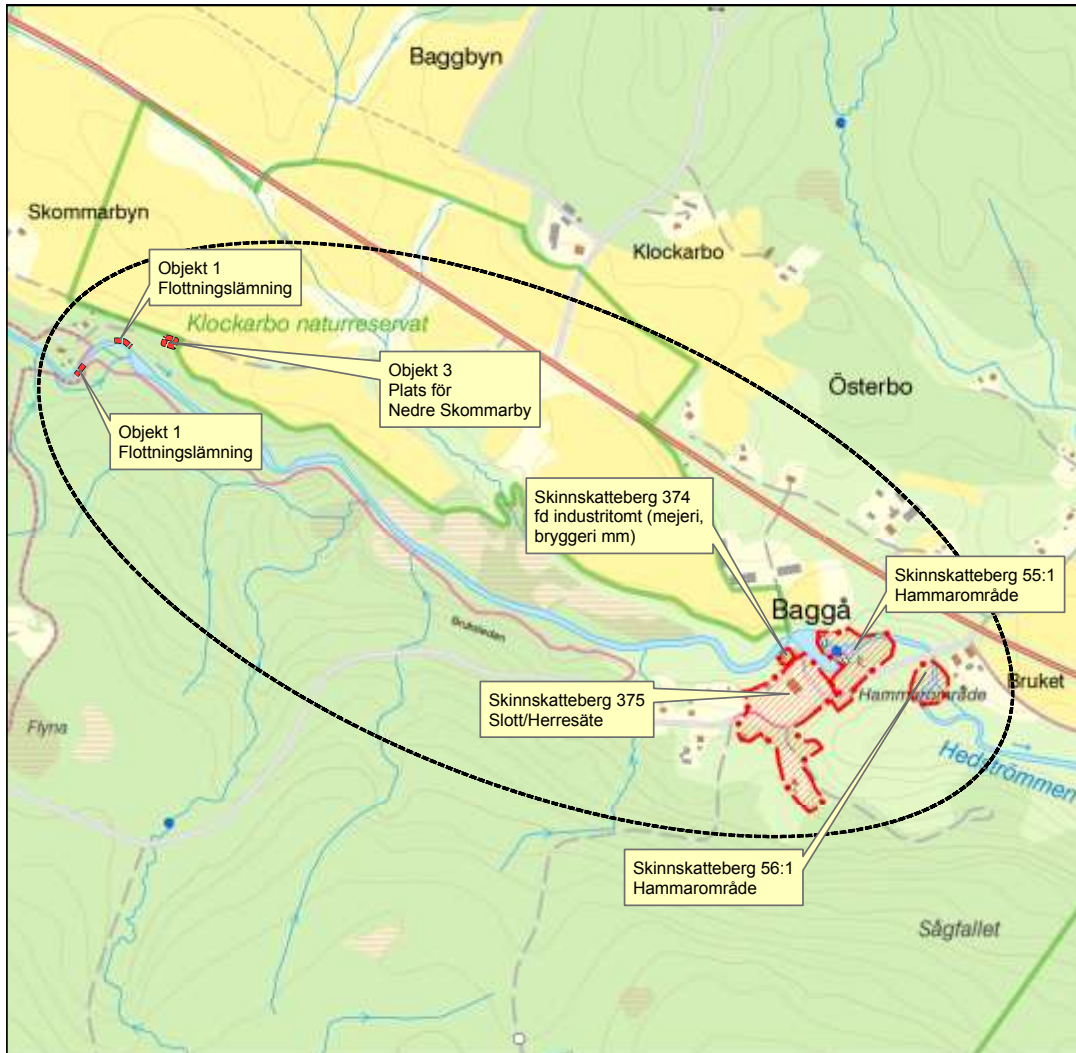 Baggbyn
Skommarbyn
Klockarbo
Objekt 1
Flottningslämning
Klockarbo naturreservat
Objekt 3
Plats för
Nedre Skommarby
Österbo
Objekt 1
Flottningslämning
Skinnskatteberg 374
fd industritomt (mejeri,
bryggeri mm)
Skinnskatteberg 55:1
Hammarområde
Baggå
Bruksleden
Bruket
Hammarområde
Skinnskatteberg 375
Slott/Herresäte
Flyna
Hedströmmen
Skinnskatteberg 56:1
Hammarområde
Sågfallet